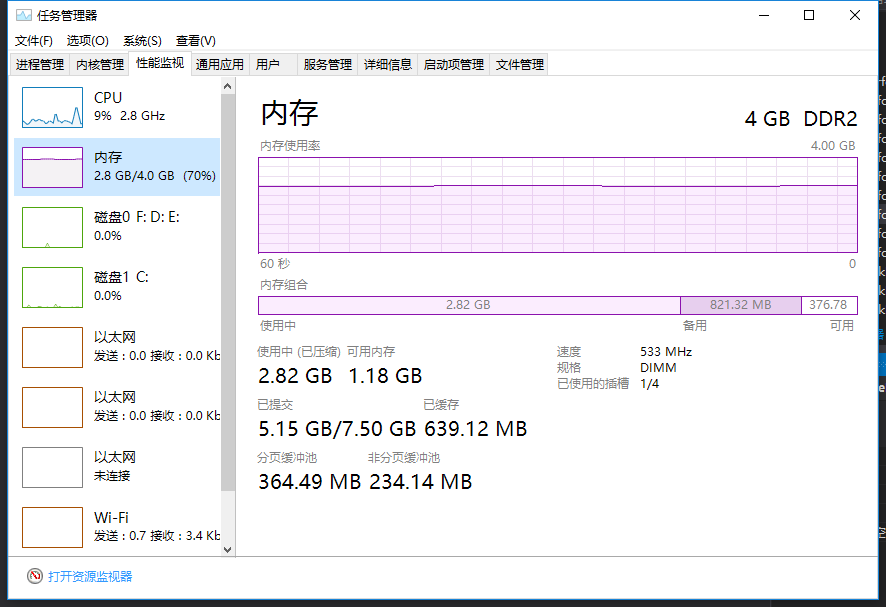 任务管理器
文件(F) 选项(O) 系统(S) 查看(V)
进程管理 内核管理 性能监视 通用应用 用户 服务管理 详细信息 启动项管理 文件管理
CPU
9% 2.8 GHz
内存
2.8 GB/4.0 GB (70%)
磁盘0 F: D: E:
0.0%
磁盘1 C:
0.0%
以太网
发送：0.0 接收：0.0 Kb
以太网
发送：0.0 接收：0.0 Kb
以太网
未连接
Wi-Fi
发送：0.7 接收：3.4 Kb
内存 4 GB DDR2
内存使用率 4.00 GB
60 秒 0
内存组合
2.82 GB 821.32 MB 376.78
使用中 备用 可用
使用中 (已压缩) 可用内存
2.82 GB 1.18 GB
已提交 已缓存
5.15 GB/7.50 GB 639.12 MB
分页缓冲池 非分页缓冲池
364.49 MB 234.14 MB
速度 533 MHz
规格 DIMM
已使用的插槽 1/4
打开资源监视器